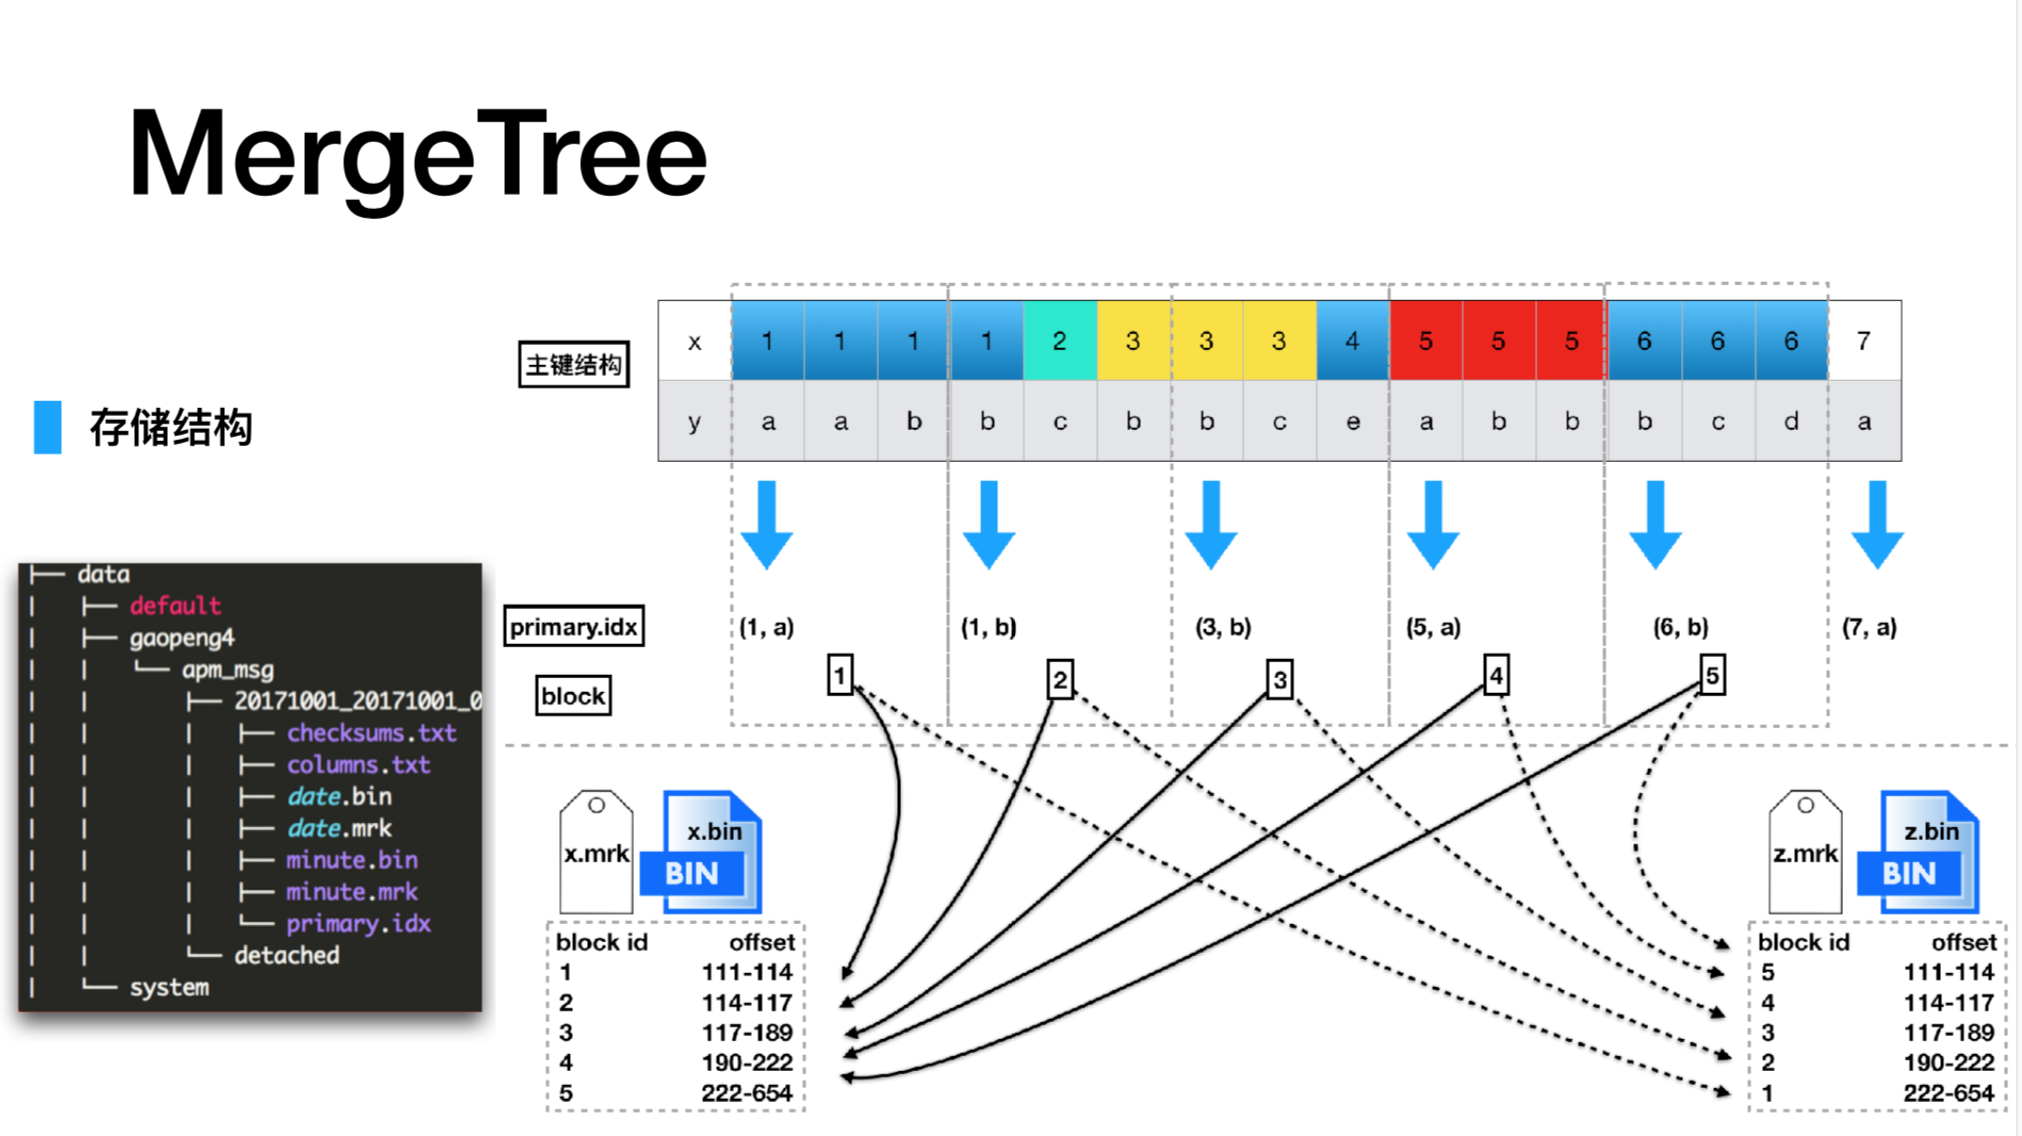 MergeTree
存储结构
├── data
│ ├── default
│ ├── gaopeng4
│ │ └── apm_msg
│ │ ├── 20171001_20171001_0
│ │ │ ├── checksums.txt
│ │ │ ├── columns.txt
│ │ │ ├── date.bin
│ │ │ ├── date.mrk
│ │ │ ├── minute.bin
│ │ │ ├── minute.mrk
│ │ │ └── primary.idx
│ │ └── detached
│ └── system
主键结构
x 1 1 1 1 2 3 3 3 4 5 5 5 6 6 6 7
y a a b b c b b c e a b b b c d a
primary.idx (1, a) (1, b) (3, b) (5, a) (6, b) (7, a)
block 1 2 3 4 5
x.mrk
x.bin
BIN
block id offset
1 111-114
2 114-117
3 117-189
4 190-222
5 222-654
z.mrk
z.bin
BIN
block id offset
5 111-114
4 114-117
3 117-189
2 190-222
1 222-654